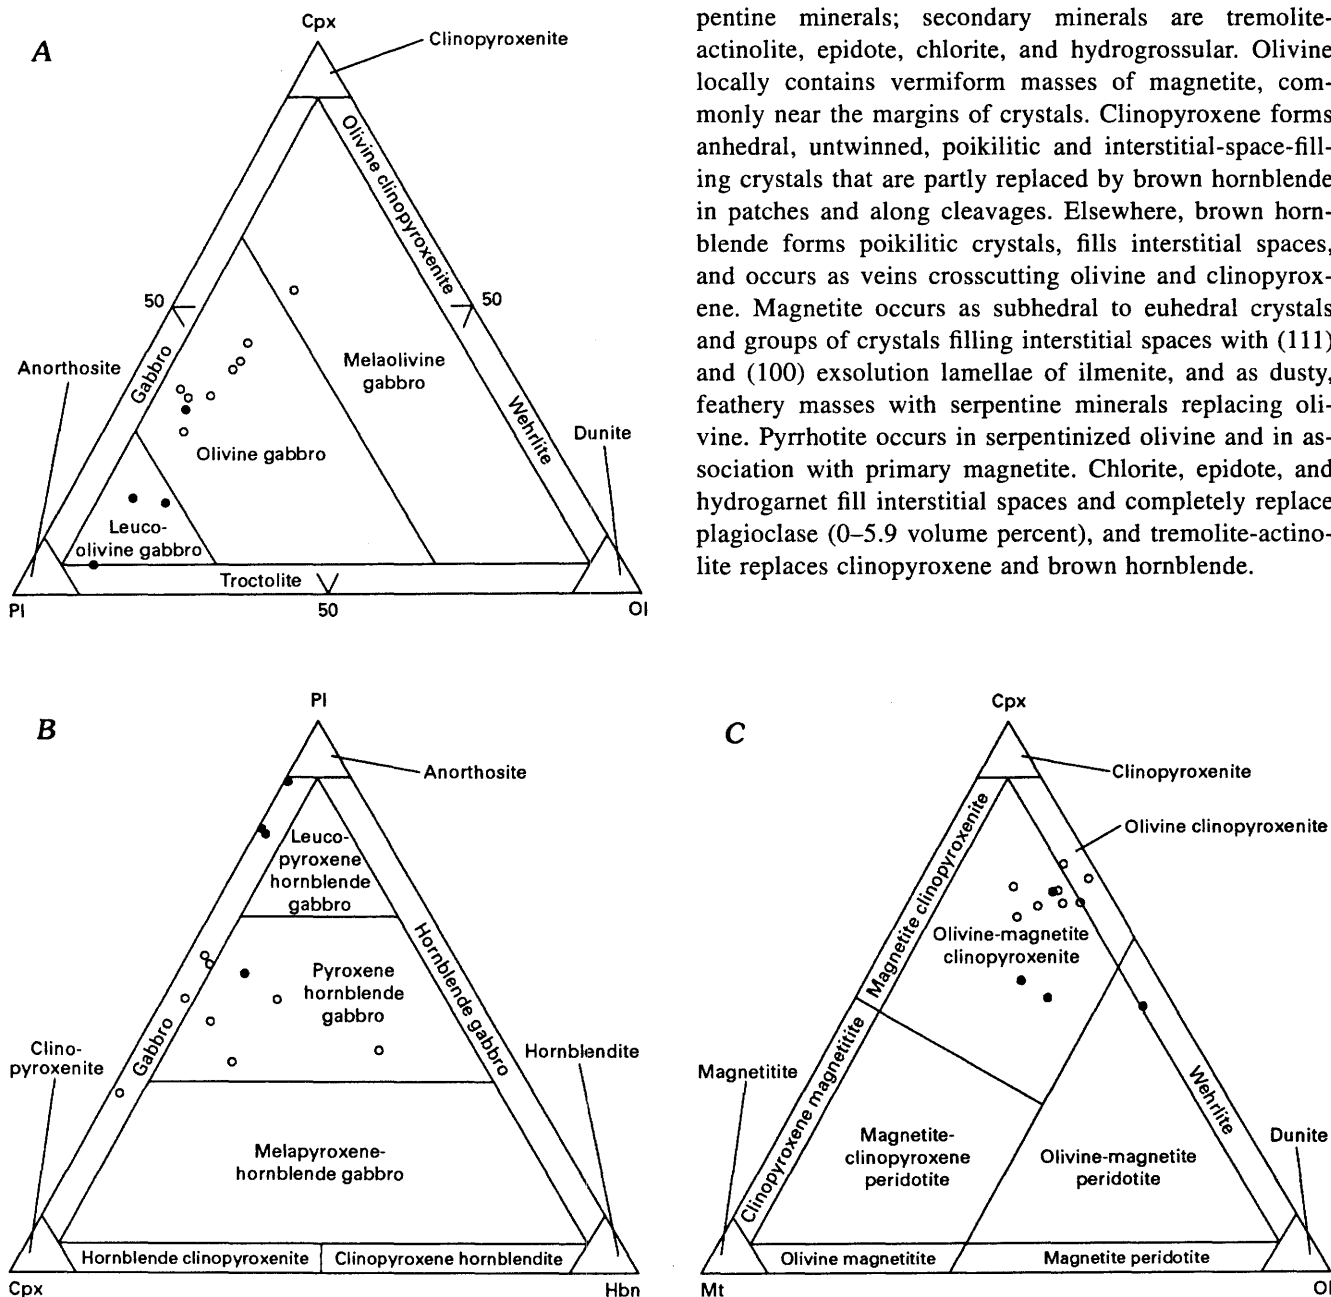 A
Cpx
Clinopyroxenite
Olivine clinopyroxenite
50
50
Anorthosite
Gabbro
Melaolivine
gabbro
Wehrlite
Dunite
Olivine gabbro
Leuco-
olivine gabbro
Troctolite
Pl
50
Ol
pentine minerals; secondary minerals are tremolite-
actinolite, epidote, chlorite, and hydrogrossular. Olivine
locally contains vermiform masses of magnetite, com-
monly near the margins of crystals. Clinopyroxene forms
anhedral, untwinned, poikilitic and interstitial-space-fill-
ing crystals that are partly replaced by brown hornblende
in patches and along cleavages. Elsewhere, brown horn-
blende forms poikilitic crystals, fills interstitial spaces,
and occurs as veins crosscutting olivine and clinopyrox-
ene. Magnetite occurs as subhedral to euhedral crystals
and groups of crystals filling interstitial spaces with (111)
and (100) exsolution lamellae of ilmenite, and as dusty,
feathery masses with serpentine minerals replacing oli-
vine. Pyrrhotite occurs in serpentinized olivine and in as-
sociation with primary magnetite. Chlorite, epidote, and
hydrogarnet fill interstitial spaces and completely replace
plagioclase (0–5.9 volume percent), and tremolite-actino-
lite replaces clinopyroxene and brown hornblende.
B
Pl
Anorthosite
Leuco-
pyroxene
hornblende
gabbro
Hornblende gabbro
Pyroxene
hornblende
gabbro
Gabbro
Clino-
pyroxenite
Hornblendite
Melapyroxene-
hornblende gabbro
Hornblende clinopyroxenite
Clinopyroxene hornblendite
Cpx
Hbn
C
Cpx
Clinopyroxenite
Olivine clinopyroxenite
Magnetite clinopyroxenite
Olivine-magnetite
clinopyroxenite
Magnetitite
Clinopyroxene magnetitite
Wehrlite
Dunite
Magnetite-
clinopyroxene
peridotite
Olivine-magnetite
peridotite
Olivine magnetitite
Magnetite peridotite
Mt
Ol